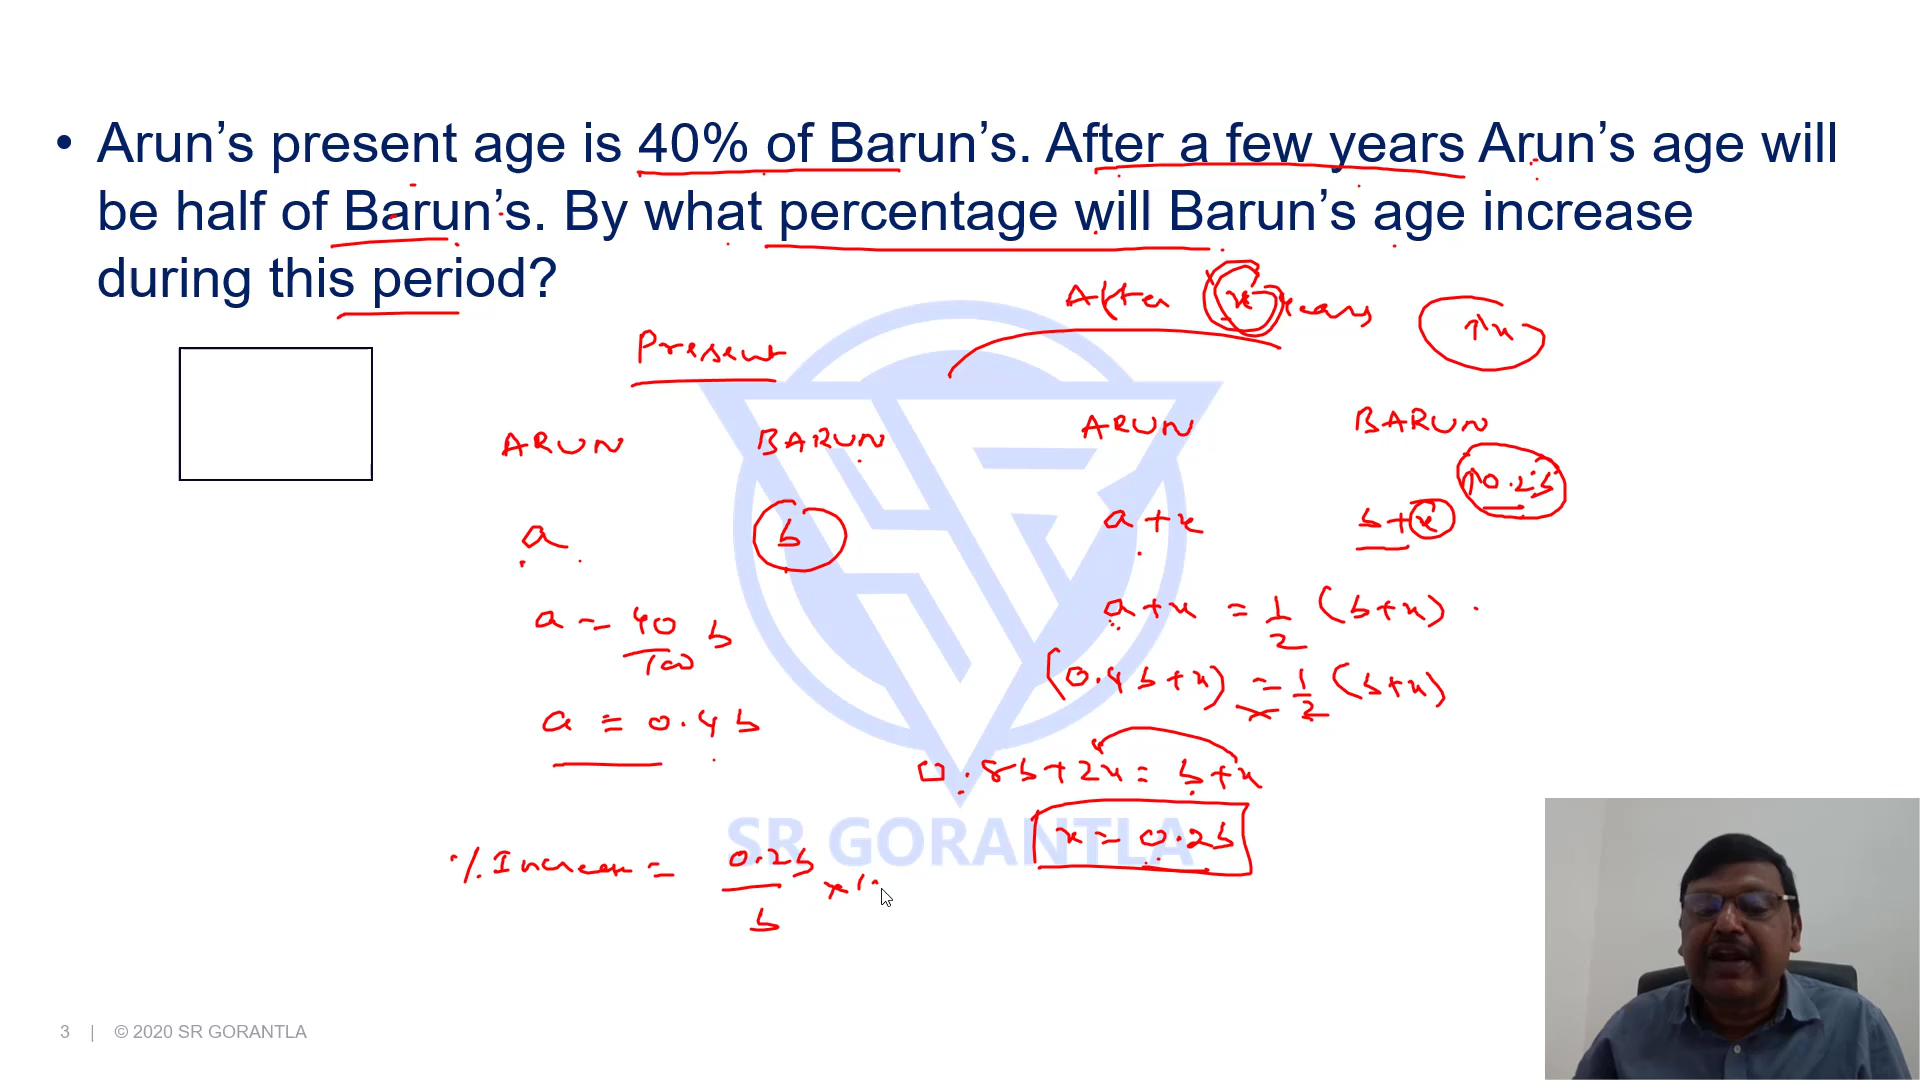 • Arun's present age is 40% of Barun's. After a few years Arun's age will
be half of Barun's. By what percentage will Barun's age increase
during this period?
After x years
↑x
Present
ARUN BARUN ARUN BARUN
↑0.2b
a b a+x b+x
a = 40/100 b
a+x = 1/2 (b+x)
(0.4b+x) = 1/2 (b+x)
a = 0.4b
0.8b+2x = b+x
x = 0.2b
SR GORANTLA
% Increase = 0.2b/b ×1
3 | © 2020 SR GORANTLA